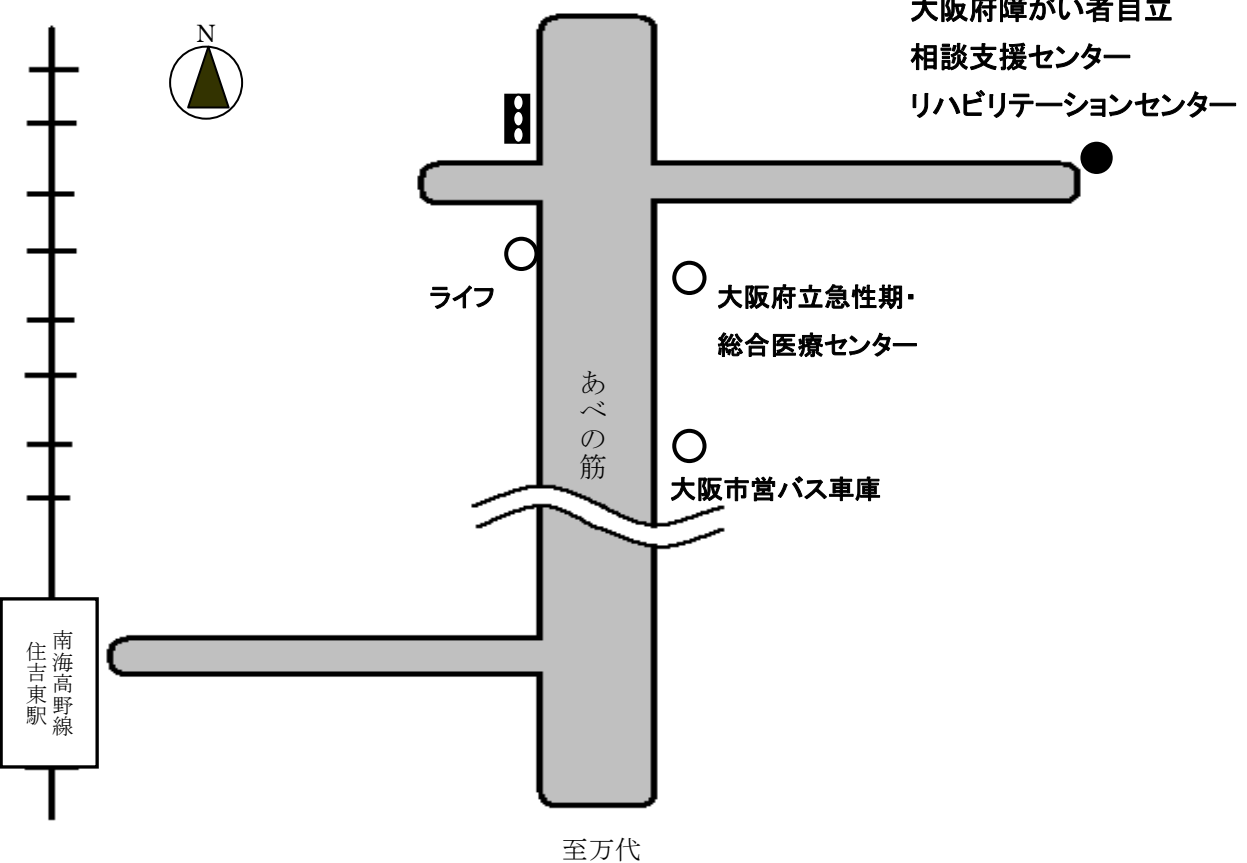 大阪府障がい者自立
相談支援センター
リハビリテーションセンター
N
ライフ
大阪府立急性期・
総合医療センター
あべの筋
大阪市営バス車庫
南海高野線
住吉東駅
至万代